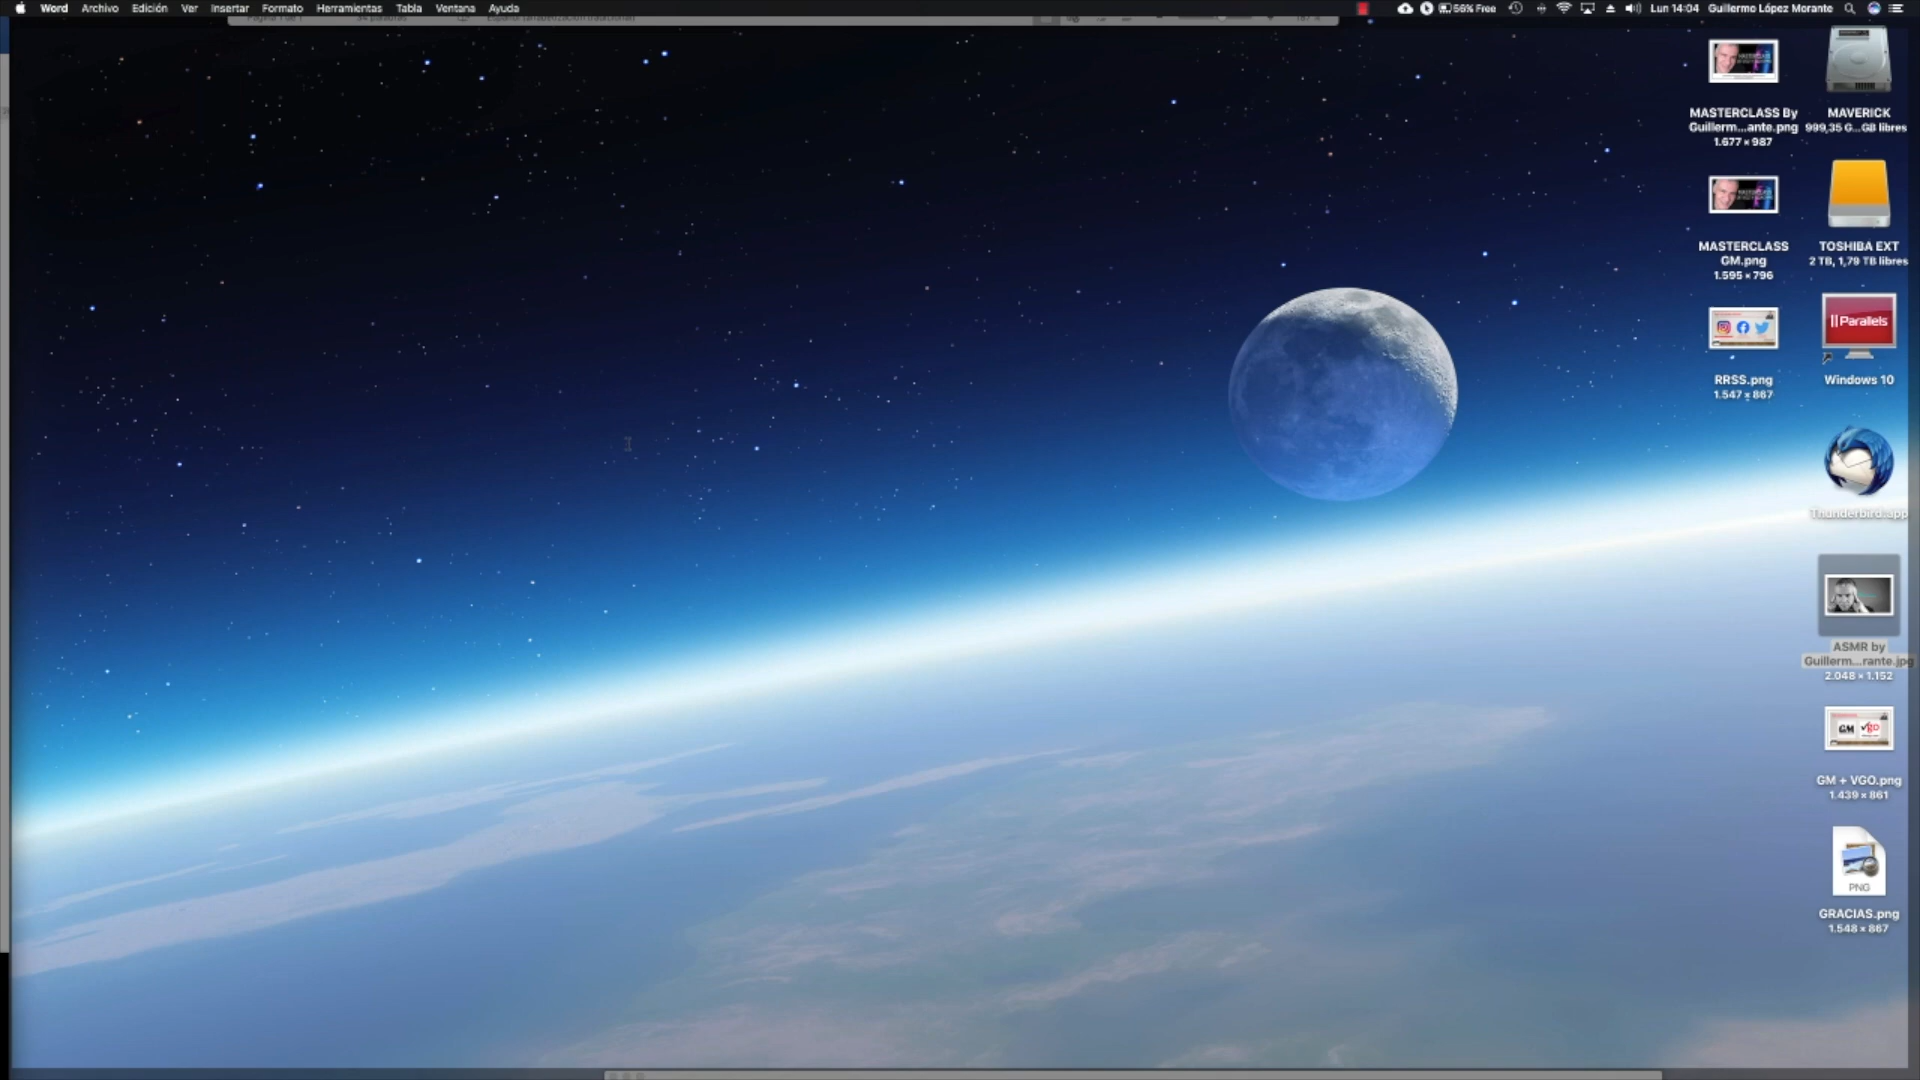 Word Archivo Edición Ver Insertar Formato Herramientas Tabla Ventana Ayuda
56% Free Lun 14:04 Guillermo López Morante
MASTERCLASS By
Guillerm...ante.png
1.677 × 987
MAVERICK
999,35 G...GB libres
MASTERCLASS
GM.png
1.595 × 796
TOSHIBA EXT
2 TB, 1,79 TB libres
RRSS.png
1.547 × 867
Parallels
Windows 10
Thunderbird.app
ASMR by
Guillerm...rante.jpg
2.048 × 1.152
GM
vgo
GM + VGO.png
1.439 × 861
PNG
GRACIAS.png
1.548 × 867